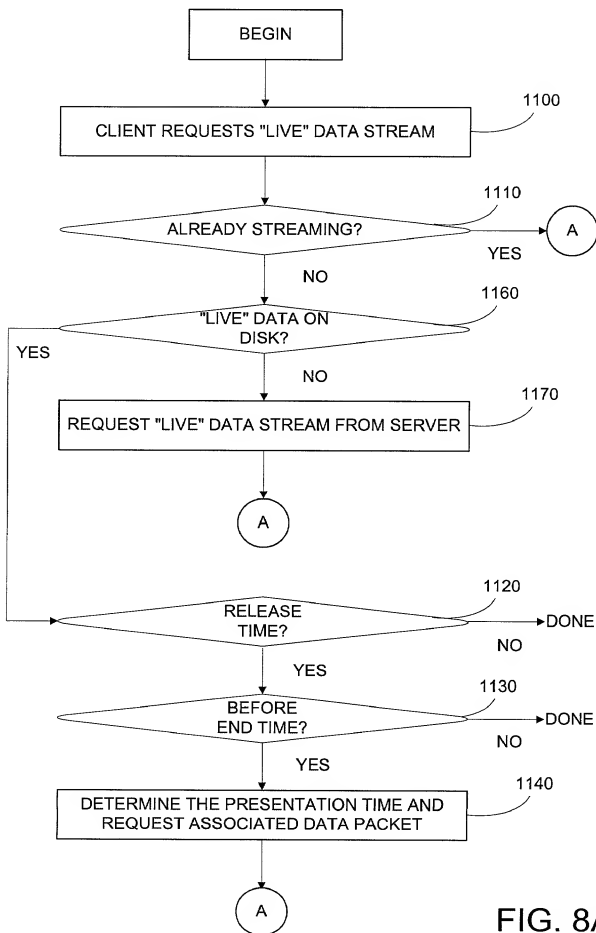 BEGIN
1100
CLIENT REQUESTS "LIVE" DATA STREAM
1110
ALREADY STREAMING?
A
YES
NO
1160
"LIVE" DATA ON
DISK?
YES
NO
1170
REQUEST "LIVE" DATA STREAM FROM SERVER
A
1120
RELEASE
TIME?
DONE
NO
YES
1130
BEFORE
END TIME?
DONE
NO
YES
1140
DETERMINE THE PRESENTATION TIME AND
REQUEST ASSOCIATED DATA PACKET
A
FIG. 8A